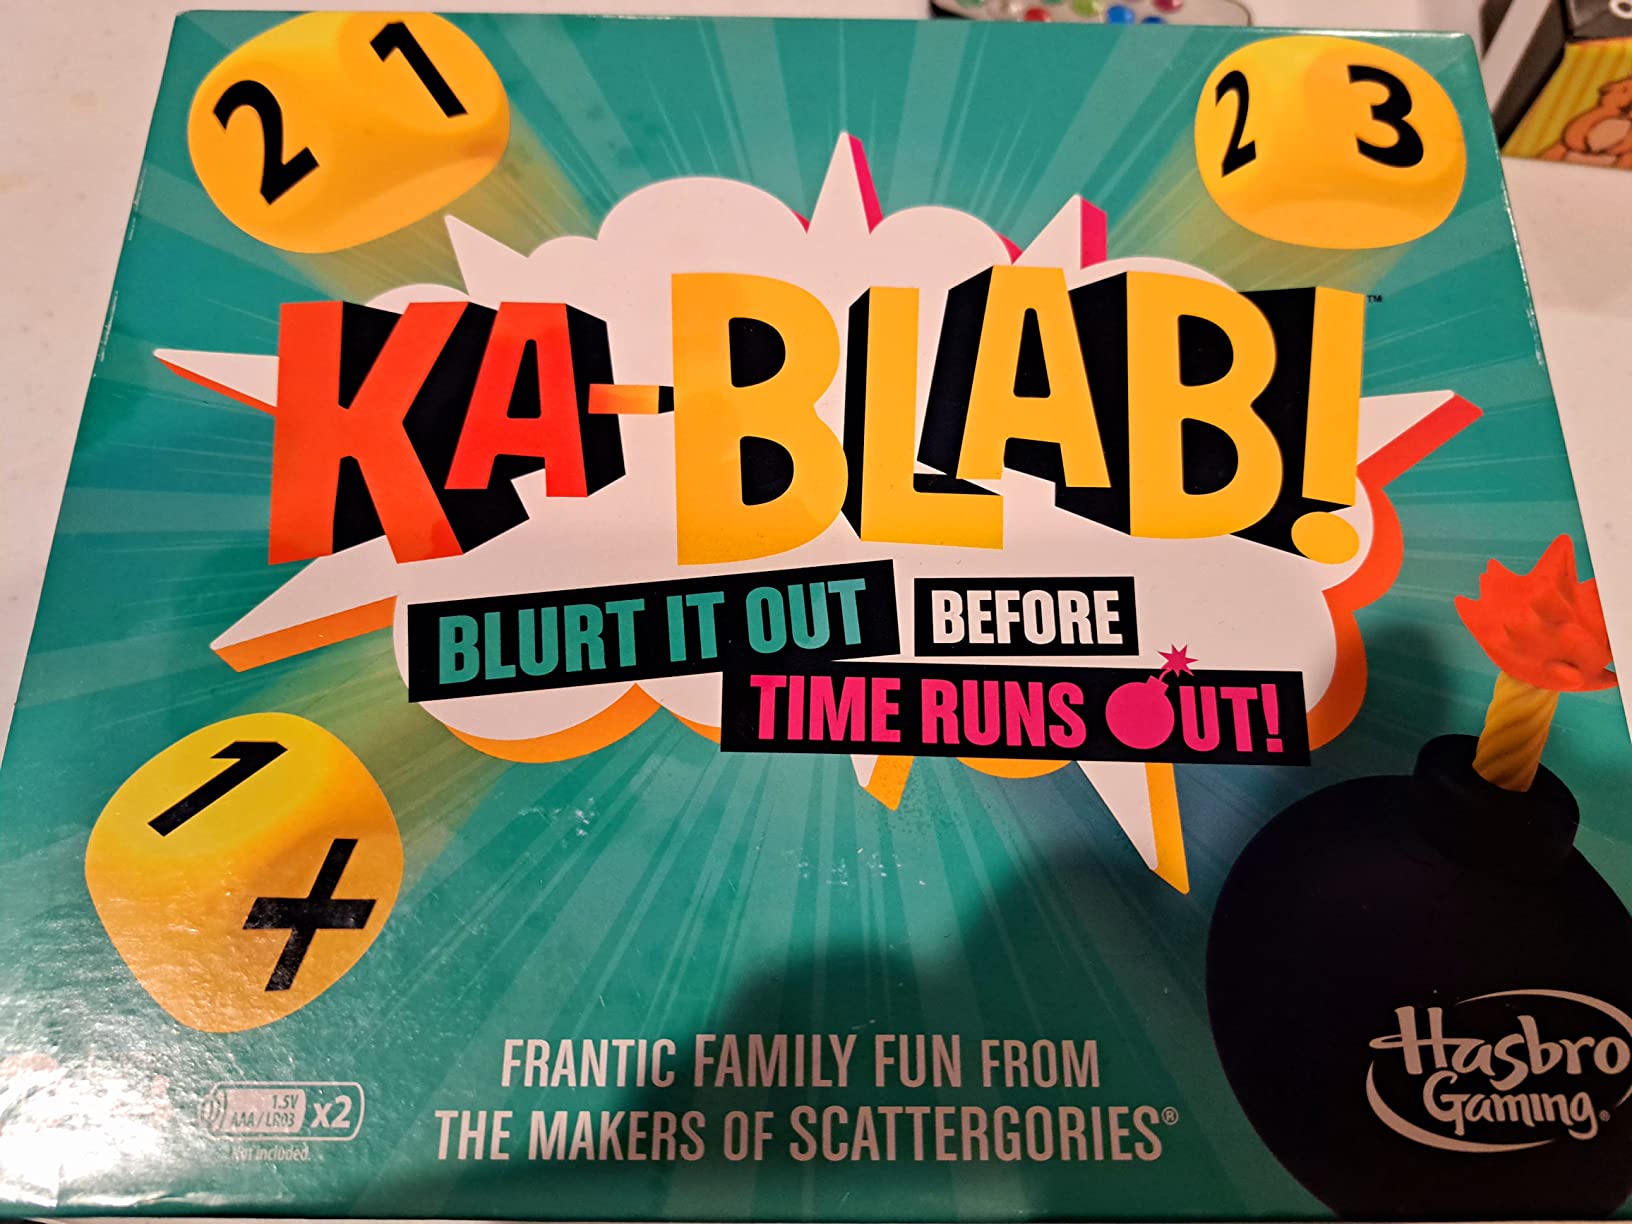 2 1
2 3
KA-BLAB!™
BLURT IT OUT BEFORE
TIME RUNS OUT!
1 +
FRANTIC FAMILY FUN FROM
THE MAKERS OF SCATTERGORIES®
1.5V
AAA/LR03 x2
Not included.
Hasbro
Gaming®